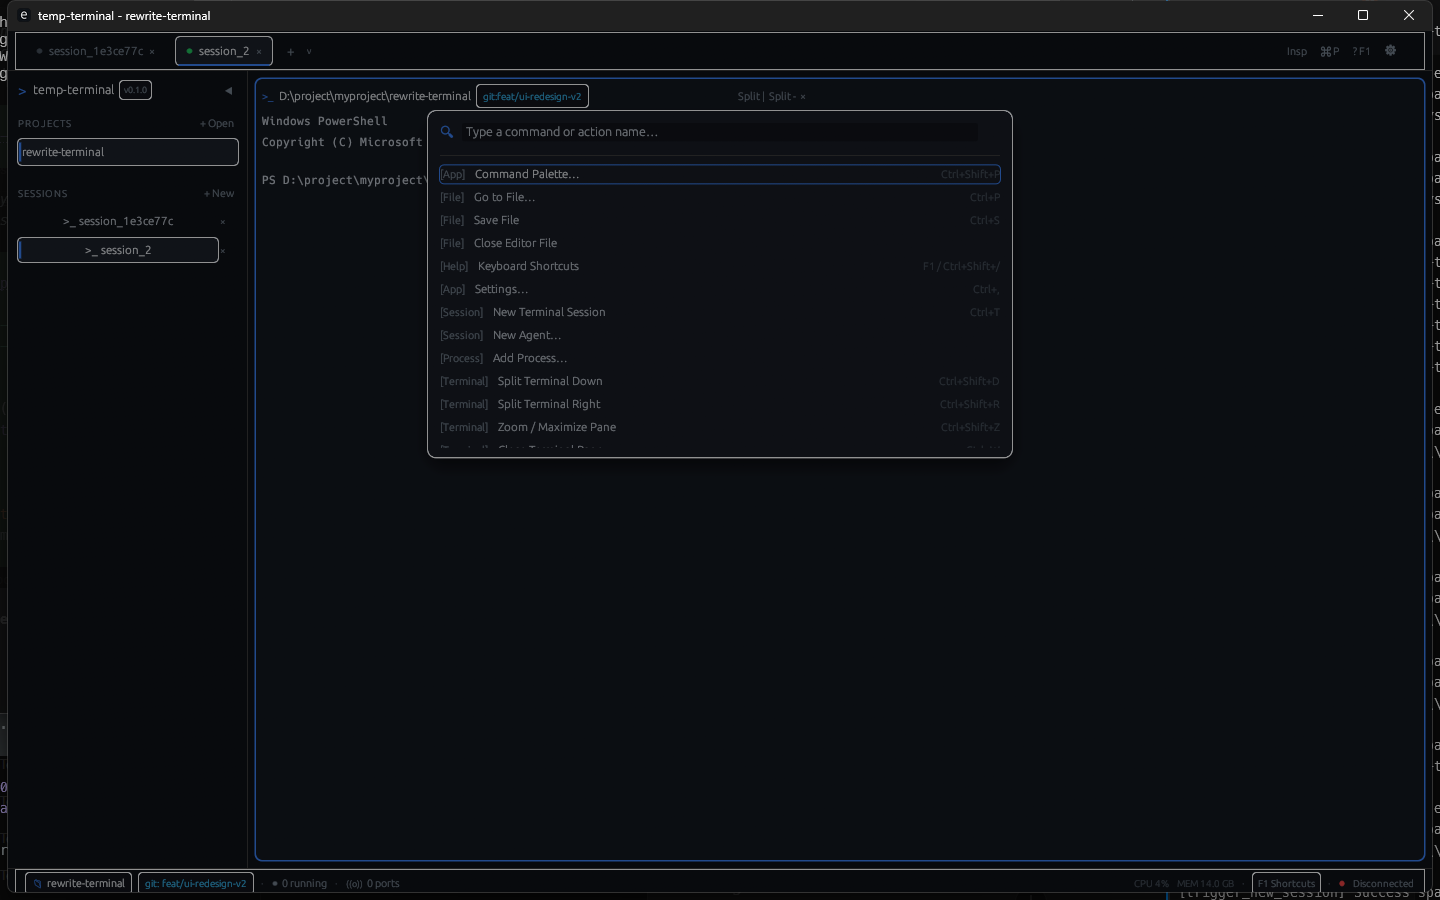 temp-terminal - rewrite-terminal
session_1e3ce77c × session_2 × + v Insp ⌘P ?F1
> temp-terminal v0.1.0
PROJECTS + Open
rewrite-terminal
SESSIONS + New
>_ session_1e3ce77c ×
>_ session_2 ×
>_ D:\project\myproject\rewrite-terminal git:feat/ui-redesign-v2 Split | Split - ×
Windows PowerShell
Copyright (C) Microsoft
PS D:\project\myproject\
Type a command or action name...
[App] Command Palette... Ctrl+Shift+P
[File] Go to File... Ctrl+P
[File] Save File Ctrl+S
[File] Close Editor File
[Help] Keyboard Shortcuts F1 / Ctrl+Shift+/
[App] Settings... Ctrl+,
[Session] New Terminal Session Ctrl+T
[Session] New Agent...
[Process] Add Process...
[Terminal] Split Terminal Down Ctrl+Shift+D
[Terminal] Split Terminal Right Ctrl+Shift+R
[Terminal] Zoom / Maximize Pane Ctrl+Shift+Z
rewrite-terminal git: feat/ui-redesign-v2 · ● 0 running · ((o)) 0 ports CPU 4% MEM 14.0 GB · F1 Shortcuts · ● Disconnected
[trigger_new_session] Success spa